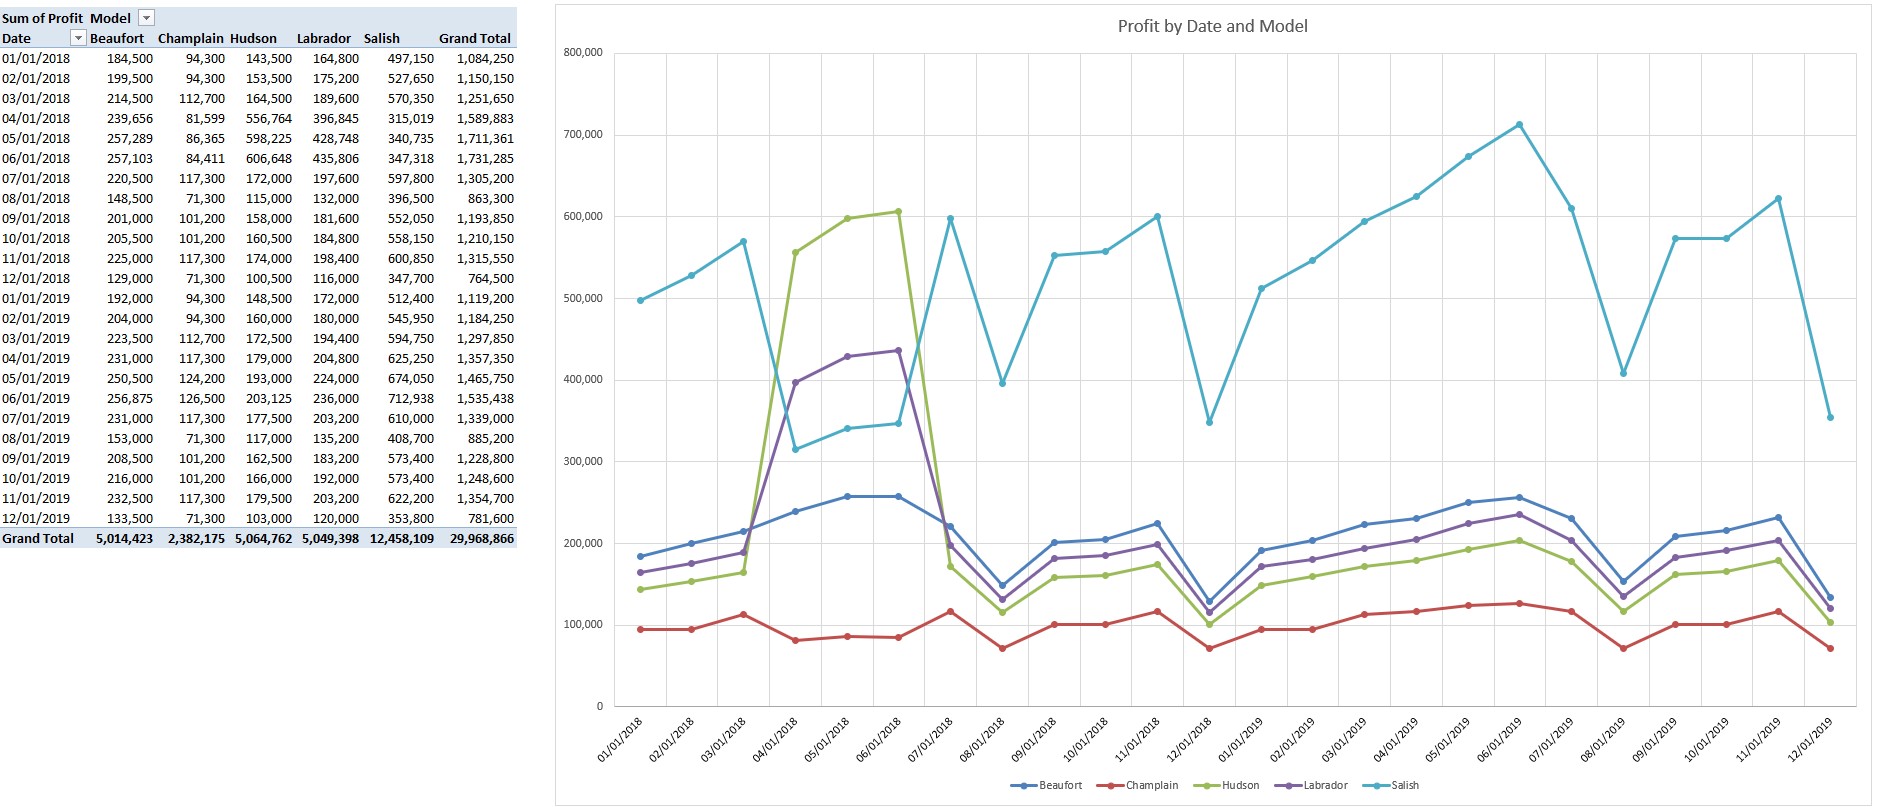 Sum of Profit Model
Date Beaufort Champlain Hudson Labrador Salish Grand Total
01/01/2018 184,500 94,300 143,500 164,800 497,150 1,084,250
02/01/2018 199,500 94,300 153,500 175,200 527,650 1,150,150
03/01/2018 214,500 112,700 164,500 189,600 570,350 1,251,650
04/01/2018 239,656 81,599 556,764 396,845 315,019 1,589,883
05/01/2018 257,289 86,365 598,225 428,748 340,735 1,711,361
06/01/2018 257,103 84,411 606,648 435,806 347,318 1,731,285
07/01/2018 220,500 117,300 172,000 197,600 597,800 1,305,200
08/01/2018 148,500 71,300 115,000 132,000 396,500 863,300
09/01/2018 201,000 101,200 158,000 181,600 552,050 1,193,850
10/01/2018 205,500 101,200 160,500 184,800 558,150 1,210,150
11/01/2018 225,000 117,300 174,000 198,400 600,850 1,315,550
12/01/2018 129,000 71,300 100,500 116,000 347,700 764,500
01/01/2019 192,000 94,300 148,500 172,000 512,400 1,119,200
02/01/2019 204,000 94,300 160,000 180,000 545,950 1,184,250
03/01/2019 223,500 112,700 172,500 194,400 594,750 1,297,850
04/01/2019 231,000 117,300 179,000 204,800 625,250 1,357,350
05/01/2019 250,500 124,200 193,000 224,000 674,050 1,465,750
06/01/2019 256,875 126,500 203,125 236,000 712,938 1,535,438
07/01/2019 231,000 117,300 177,500 203,200 610,000 1,339,000
08/01/2019 153,000 71,300 117,000 135,200 408,700 885,200
09/01/2019 208,500 101,200 162,500 183,200 573,400 1,228,800
10/01/2019 216,000 101,200 166,000 192,000 573,400 1,248,600
11/01/2019 232,500 117,300 179,500 203,200 622,200 1,354,700
12/01/2019 133,500 71,300 103,000 120,000 353,800 781,600
Grand Total 5,014,423 2,382,175 5,064,762 5,049,398 12,458,109 29,968,866
Profit by Date and Model
800,000
700,000
600,000
500,000
400,000
300,000
200,000
100,000
0
01/01/2018 02/01/2018 03/01/2018 04/01/2018 05/01/2018 06/01/2018 07/01/2018 08/01/2018 09/01/2018 10/01/2018 11/01/2018 12/01/2018 01/01/2019 02/01/2019 03/01/2019 04/01/2019 05/01/2019 06/01/2019 07/01/2019 08/01/2019 09/01/2019 10/01/2019 11/01/2019 12/01/2019
Beaufort Champlain Hudson Labrador Salish